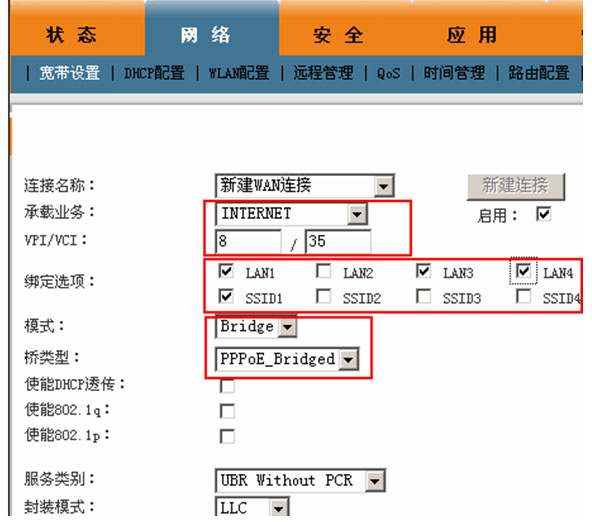 状态 网络 安全 应用
| 宽带设置 | DHCP配置 | WLAN配置 | 远程管理 | QoS | 时间管理 | 路由配置 |
连接名称： 新建WAN连接 新建连接
承载业务： INTERNET 启用：
VPI/VCI： 8 / 35
绑定选项： LAN1 LAN2 LAN3 LAN4
SSID1 SSID2 SSID3 SSID4
模式： Bridge
桥类型： PPPoE_Bridged
使能DHCP透传：
使能802.1q：
使能802.1p：
服务类别： UBR Without PCR
封装模式： LLC